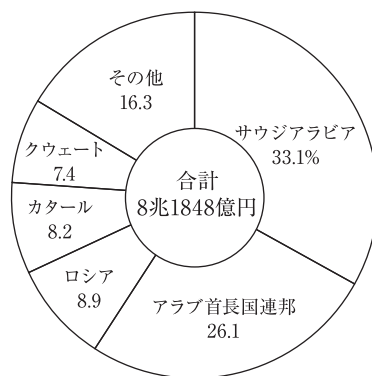 その他
16.3
サウジアラビア
33.1%
クウェート
7.4
合計
8兆1848億円
カタール
8.2
ロシア
8.9
アラブ首長国連邦
26.1